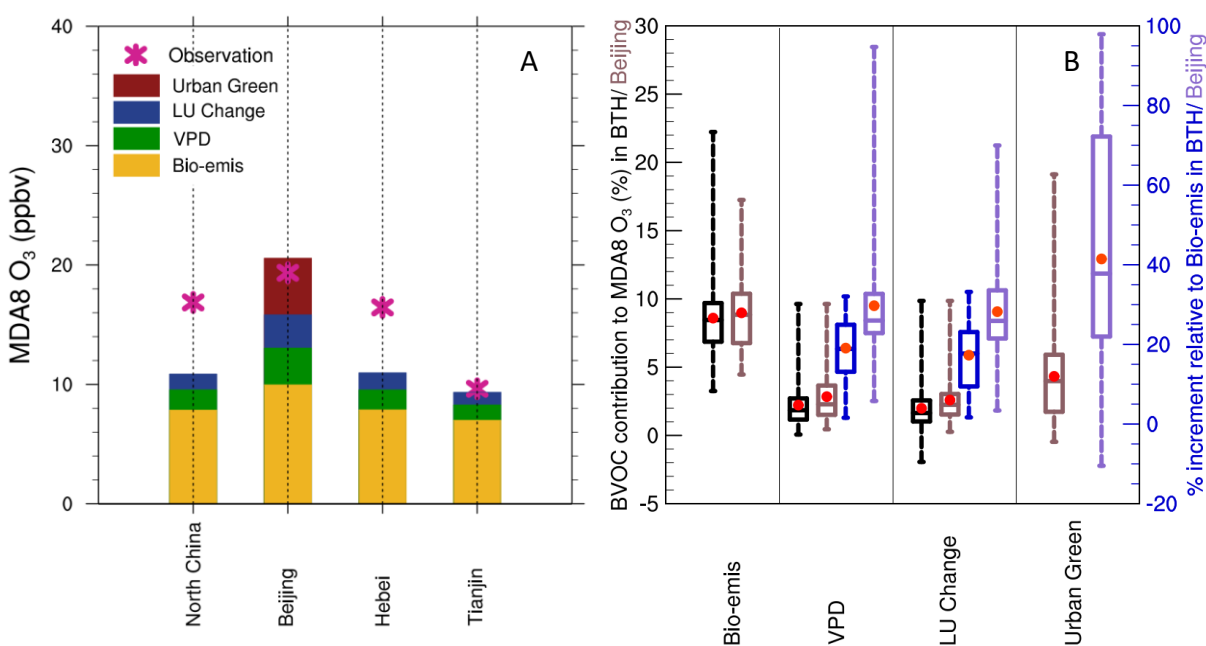 A
Observation
Urban Green
LU Change
VPD
Bio-emis
MDA8 O3 (ppbv)
40
30
20
10
0
North China
Beijing
Hebei
Tianjin
B
BVOC contribution to MDA8 O3 (%) in BTH/ Beijing
30
25
20
15
10
5
0
-5
% increment relative to Bio-emis in BTH/ Beijing
100
80
60
40
20
0
-20
Bio-emis
VPD
LU Change
Urban Green